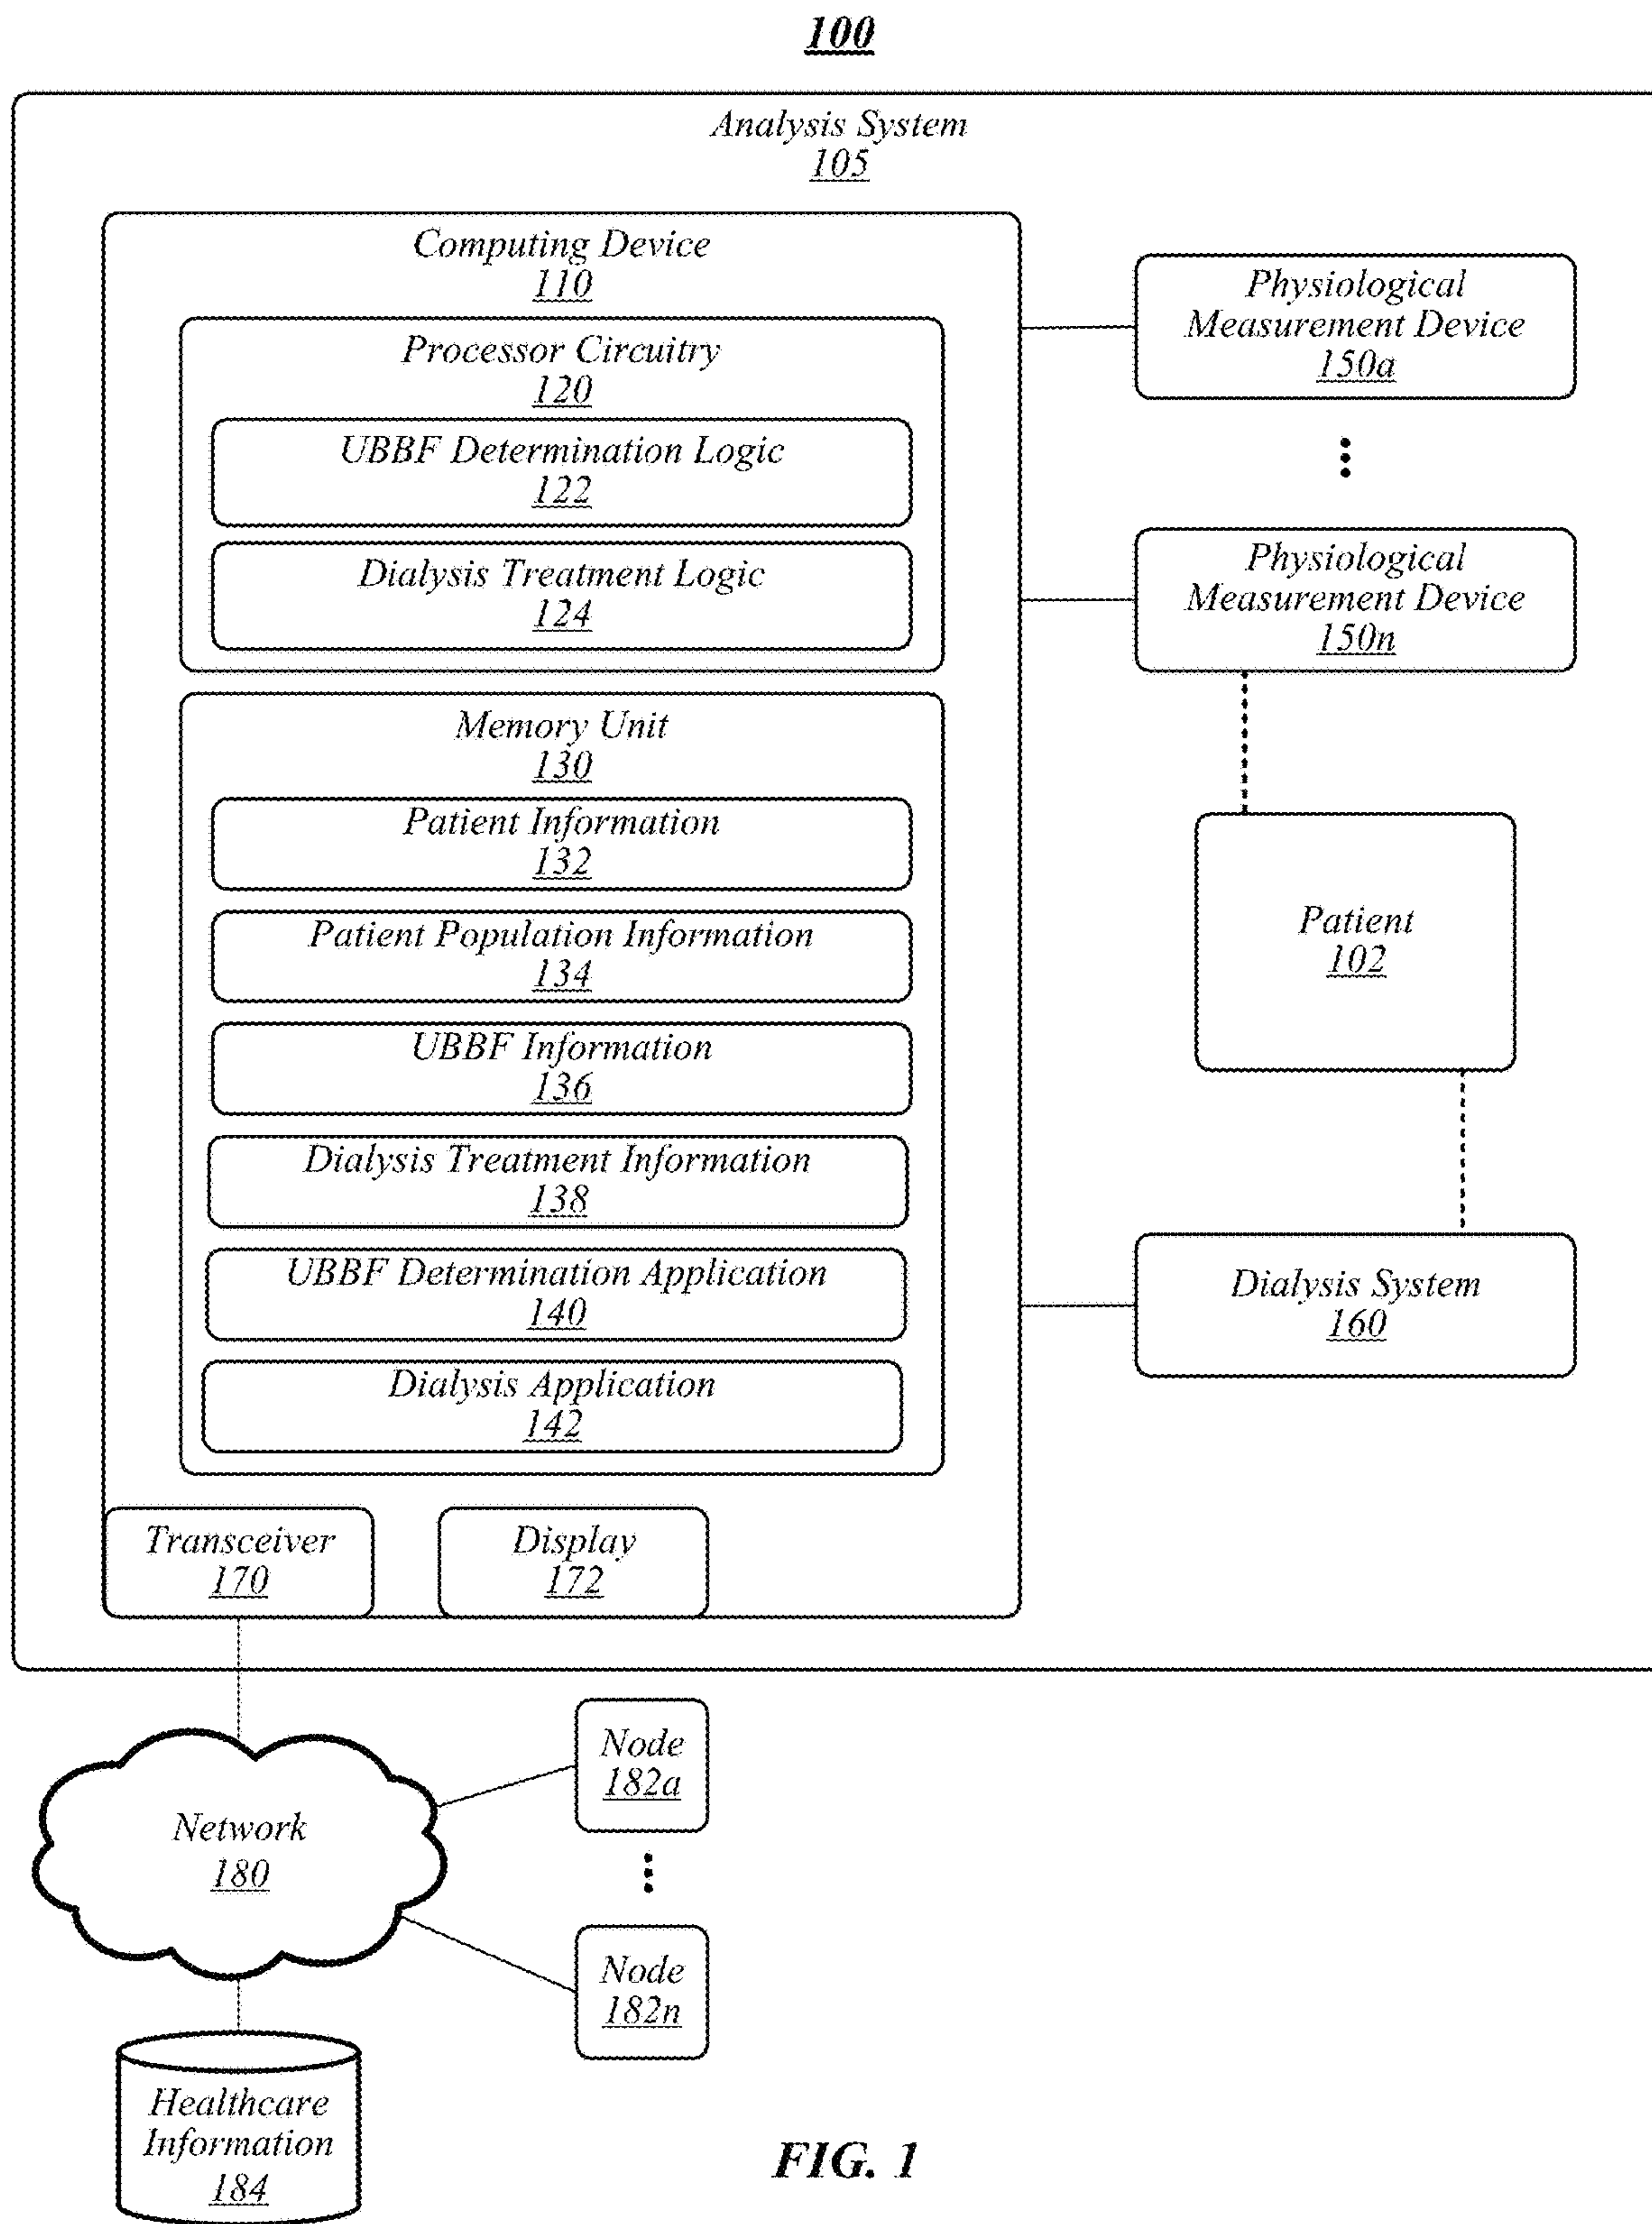 100
Analysis System
105
Computing Device
110
Processor Circuitry
120
UBBF Determination Logic
122
Dialysis Treatment Logic
124
Memory Unit
130
Patient Information
132
Patient Population Information
134
UBBF Information
136
Dialysis Treatment Information
138
UBBF Determination Application
140
Dialysis Application
142
Transceiver
170
Display
172
Physiological
Measurement Device
150a
Physiological
Measurement Device
150n
Patient
102
Dialysis System
160
Network
180
Node
182a
Node
182n
Healthcare
Information
184
FIG. 1